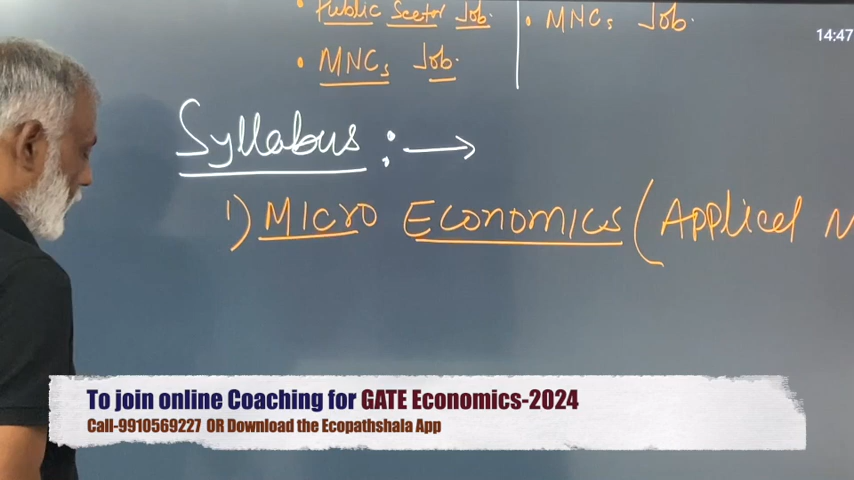 • Public Sector Job. • MNCs Job.
14:47
• MNCs Job.
Syllabus :→
1) MICRO ECONOMICS (Applied
To join online Coaching for GATE Economics-2024
Call-9910569227 OR Download the Ecopathshala App